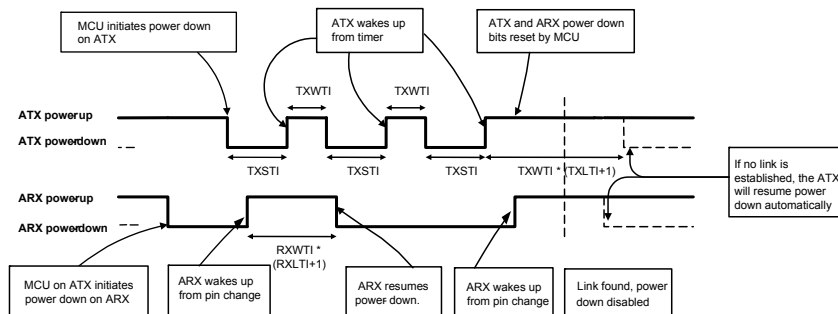 MCU initiates power down
on ATX
ATX wakes up
from timer
ATX and ARX power down
bits reset by MCU
TXWTI
TXWTI
ATX powerup
ATX powerdown
TXSTI
TXSTI
TXSTI
TXWTI * (TXLTI+1)
If no link is
established, the ATX
will resume power
down automatically
ARX powerup
ARX powerdown
RXWTI *
(RXLTI+1)
MCU on ATX initiates
power down on ARX
ARX wakes up
from pin change
ARX resumes
power down.
ARX wakes up
from pin change
Link found, power
down disabled